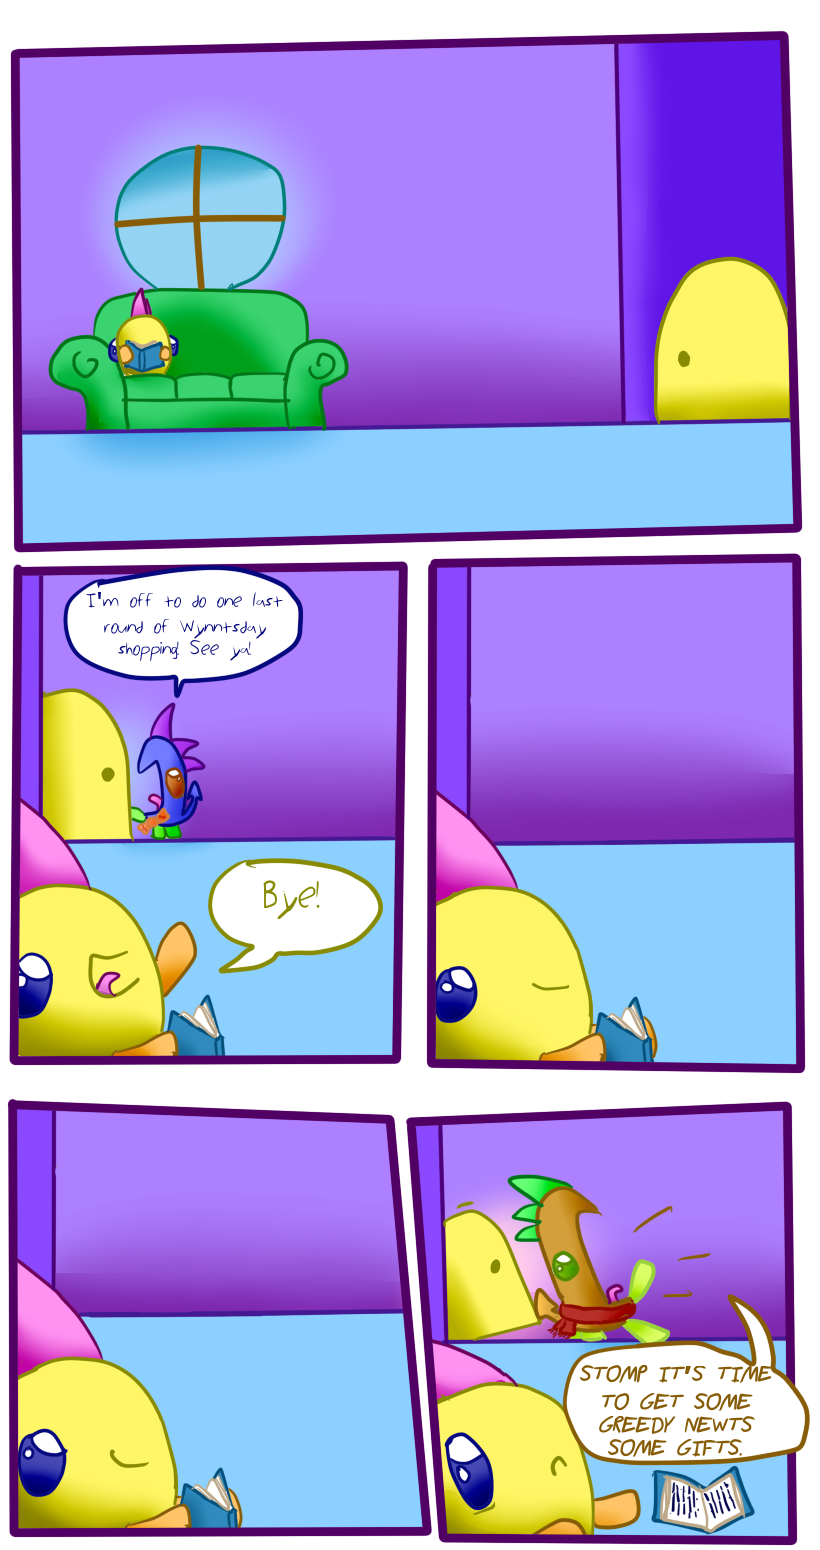 I'm off to do one last
round of Wynntsday
shopping. See ya!
Bye!
STOMP IT'S TIME
TO GET SOME
GREEDY NEWTS
SOME GIFTS.